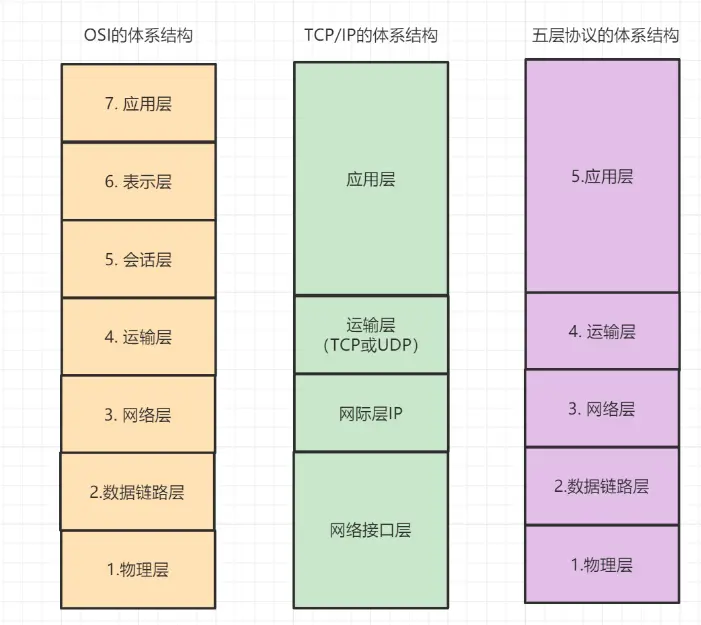 OSI的体系结构
7. 应用层
6. 表示层
5. 会话层
4. 运输层
3. 网络层
2.数据链路层
1.物理层
TCP/IP的体系结构
应用层
运输层
（TCP或UDP）
网际层IP
网络接口层
五层协议的体系结构
5.应用层
4. 运输层
3. 网络层
2.数据链路层
1.物理层